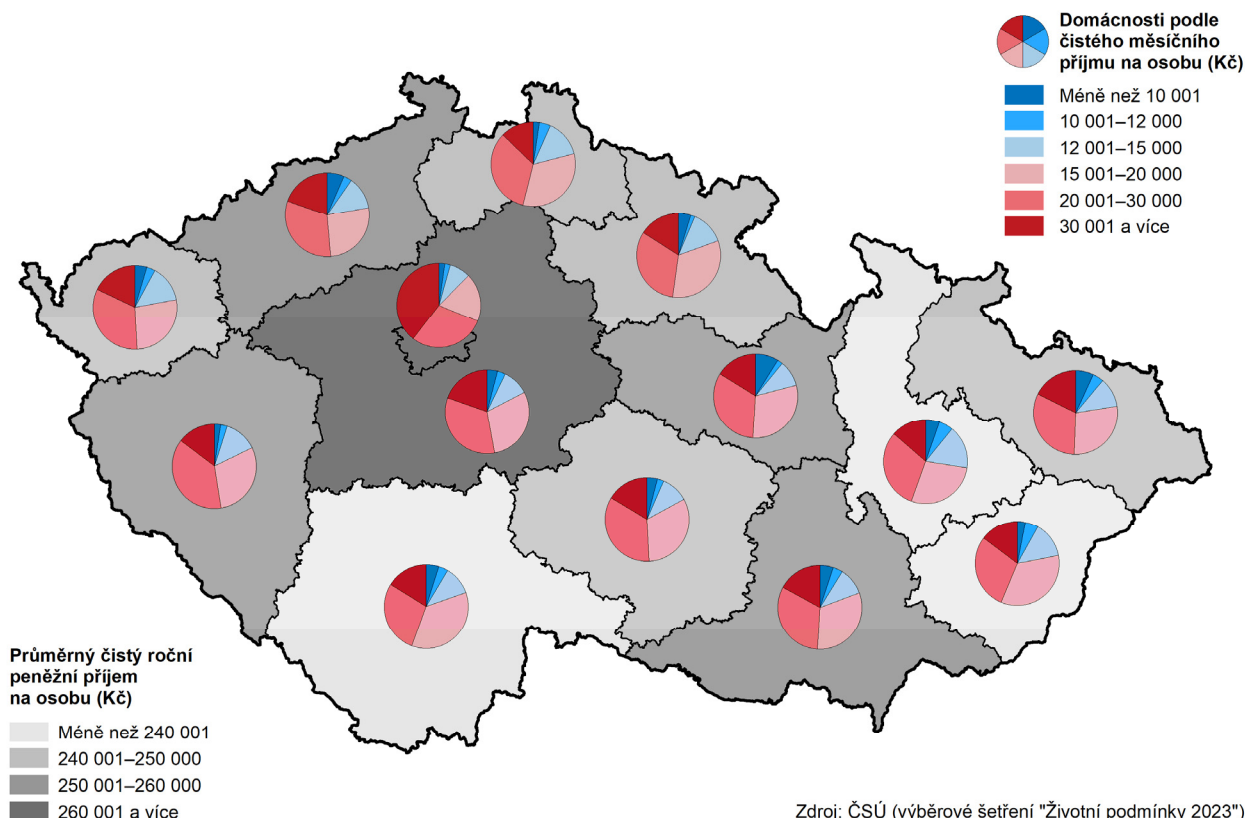 Domácnosti podle
čistého měsíčního
příjmu na osobu (Kč)
Méně než 10 001
10 001–12 000
12 001–15 000
15 001–20 000
20 001–30 000
30 001 a více
Průměrný čistý roční
peněžní příjem
na osobu (Kč)
Méně než 240 001
240 001–250 000
250 001–260 000
260 001 a více
Zdroj: ČSÚ (výběrové šetření "Životní podmínky 2023")